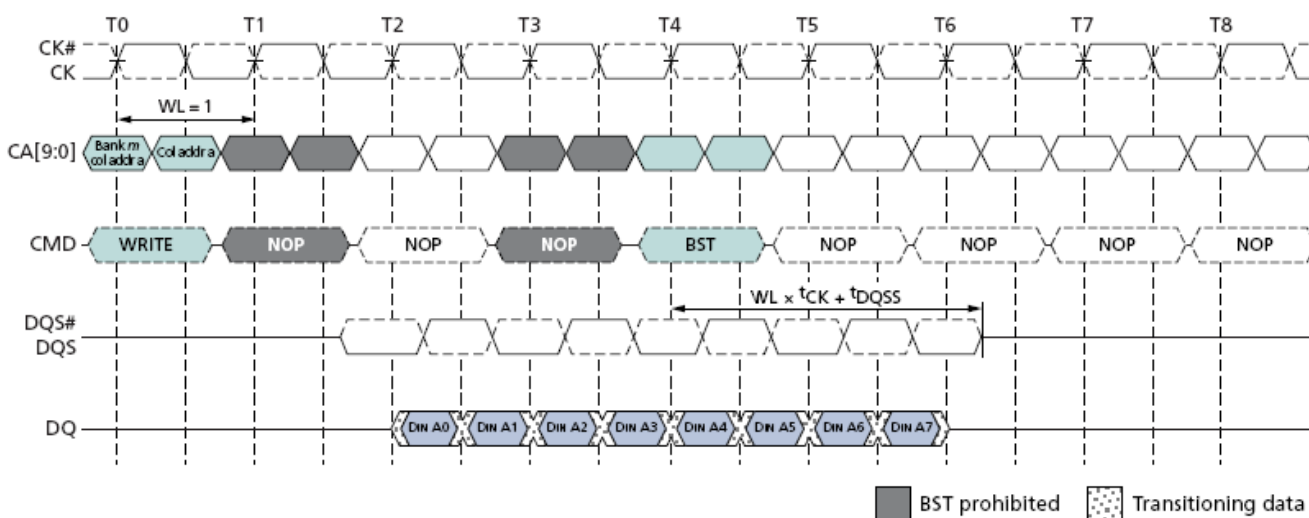 T0 T1 T2 T3 T4 T5 T6 T7 T8
CK#
CK
WL = 1
CA[9:0] Bank m col addr a Col addr a
CMD WRITE NOP NOP NOP BST NOP NOP NOP NOP
WL × tCK + tDQSS
DQS#
DQS
DQ DIN A0 DIN A1 DIN A2 DIN A3 DIN A4 DIN A5 DIN A6 DIN A7
BST prohibited Transitioning data